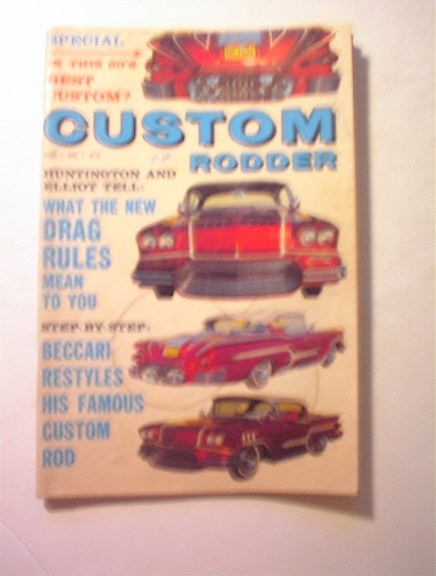 SPECIAL
IS THIS 60'S
BEST
CUSTOM?
CUSTOM
RODDER
HUNTINGTON AND
ELLIOT TELL:
WHAT THE NEW
DRAG
RULES
MEAN
TO YOU
STEP-BY-STEP:
BECCARI
RESTYLES
HIS FAMOUS
CUSTOM
ROD